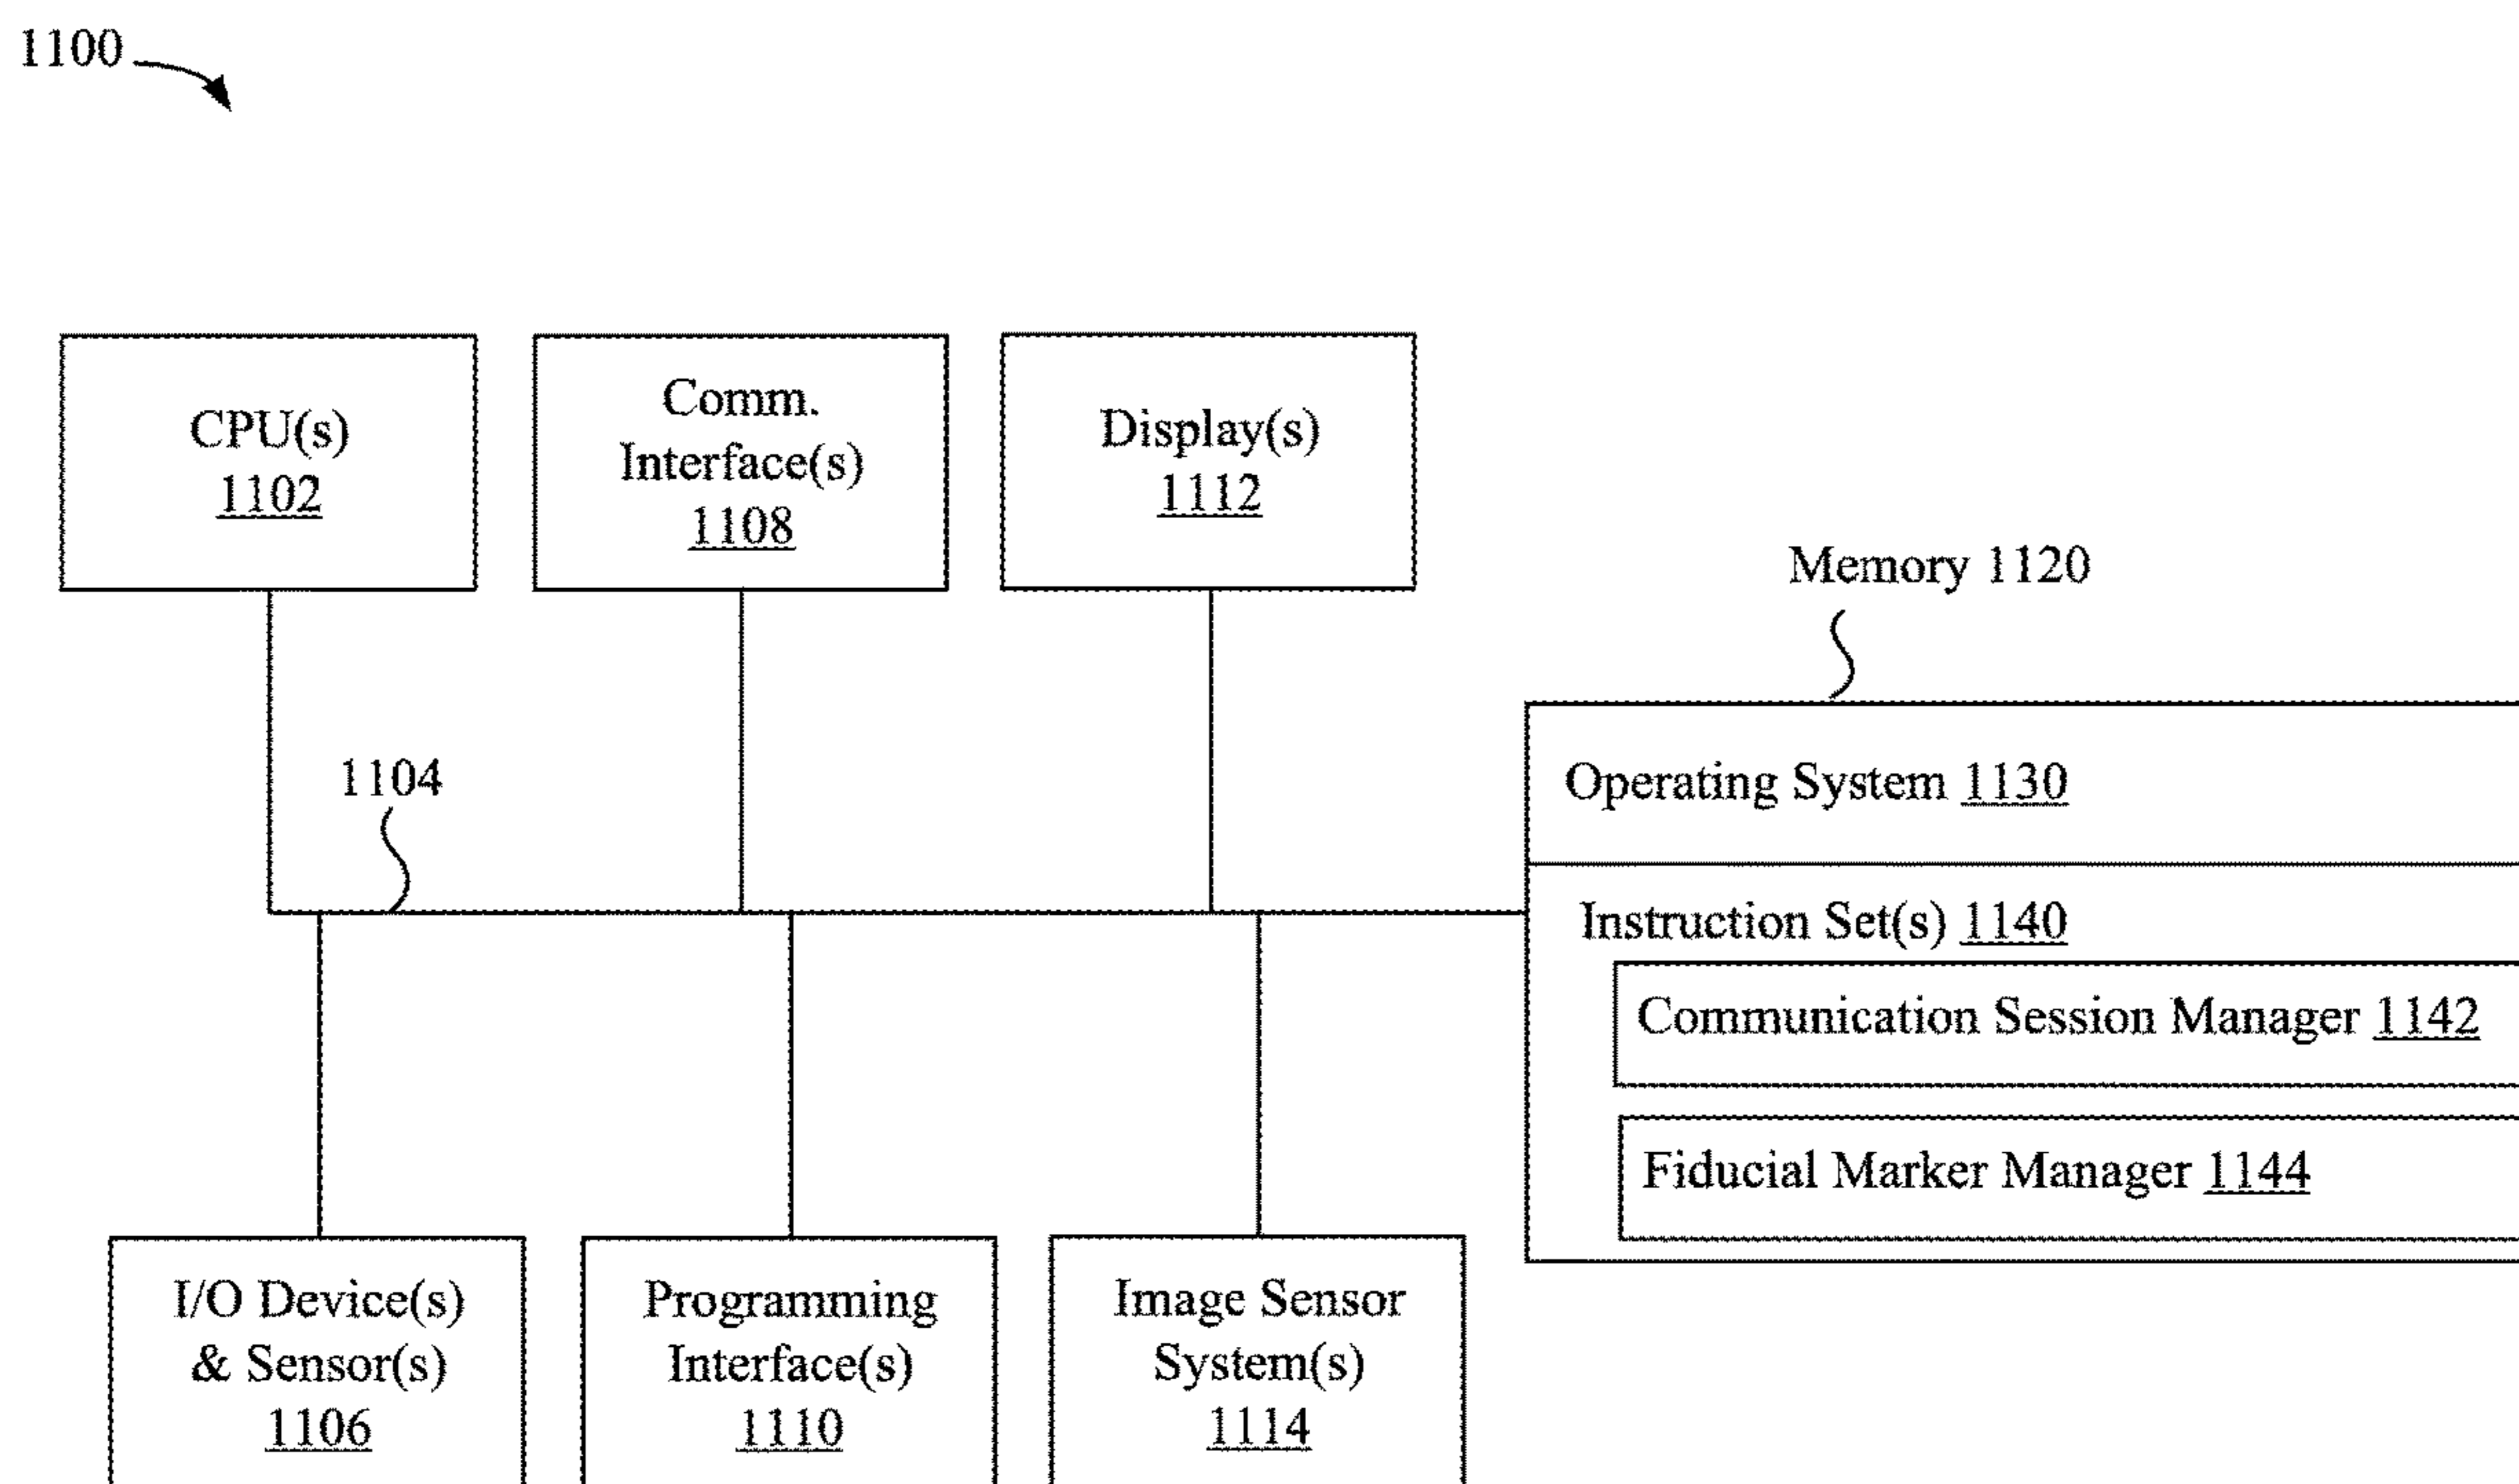 1100
CPU(s)
1102
Comm.
Interface(s)
1108
Display(s)
1112
Memory 1120
1104
Operating System 1130
Instruction Set(s) 1140
Communication Session Manager 1142
Fiducial Marker Manager 1144
I/O Device(s)
& Sensor(s)
1106
Programming
Interface(s)
1110
Image Sensor
System(s)
1114